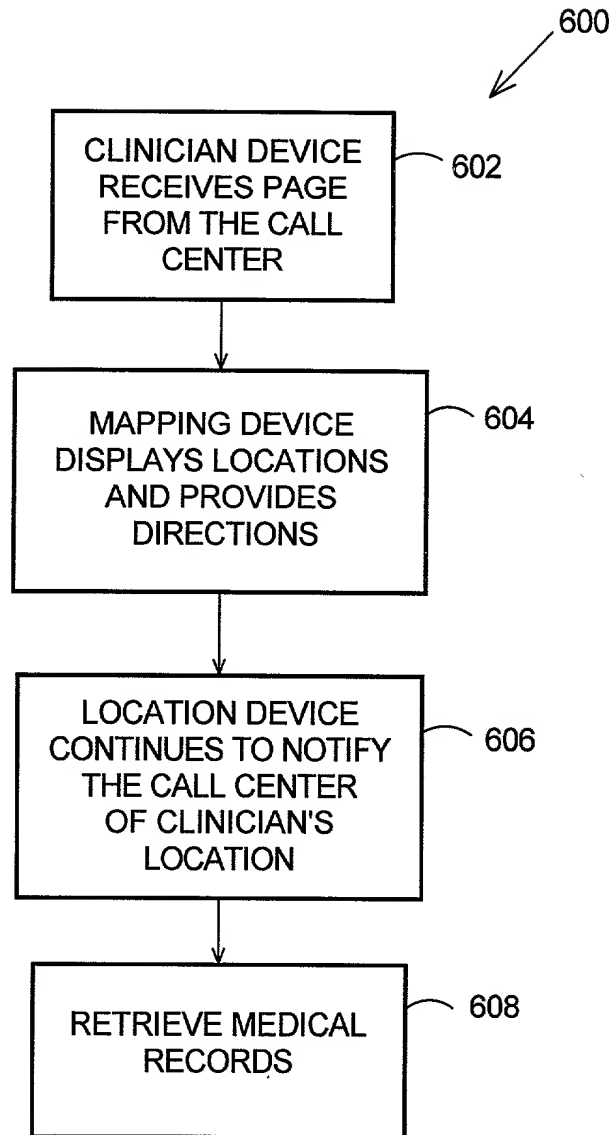 600
CLINICIAN DEVICE
RECEIVES PAGE
FROM THE CALL
CENTER
602
MAPPING DEVICE
DISPLAYS LOCATIONS
AND PROVIDES
DIRECTIONS
604
LOCATION DEVICE
CONTINUES TO NOTIFY
THE CALL CENTER
OF CLINICIAN'S
LOCATION
606
RETRIEVE MEDICAL
RECORDS
608